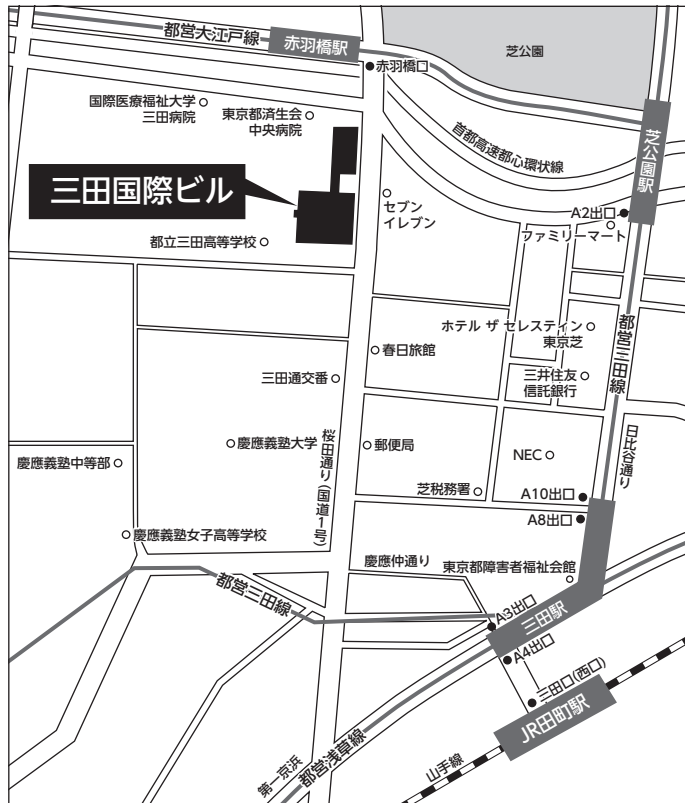 都営大江戸線
赤羽橋駅
芝公園
赤羽橋口
国際医療福祉大学
三田病院
東京都済生会
中央病院
首都高速都心環状線
芝公園駅
三田国際ビル
セブン
イレブン
A2出口
ファミリーマート
都立三田高等学校
ホテル ザ セレスティン
東京芝
都営三田線
春日旅館
三井住友
信託銀行
三田通交番
桜田通り(国道1号)
日比谷通り
慶應義塾大学
郵便局
NEC
慶應義塾中等部
芝税務署
A10出口
A8出口
慶應義塾女子高等学校
慶應仲通り
東京都障害者福祉会館
都営三田線
A3出口
三田駅
A4出口
三田口(西口)
JR田町駅
第一京浜
都営浅草線
山手線